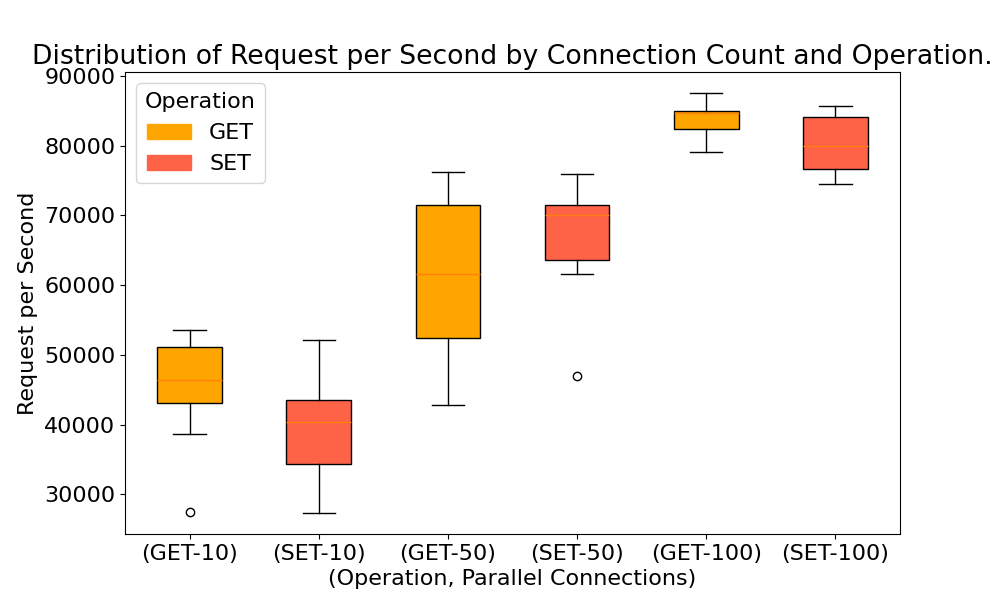 Distribution of Request per Second by Connection Count and Operation.
Request per Second
90000
80000
70000
60000
50000
40000
30000
Operation
GET
SET
(GET-10) (SET-10) (GET-50) (SET-50) (GET-100) (SET-100)
(Operation, Parallel Connections)